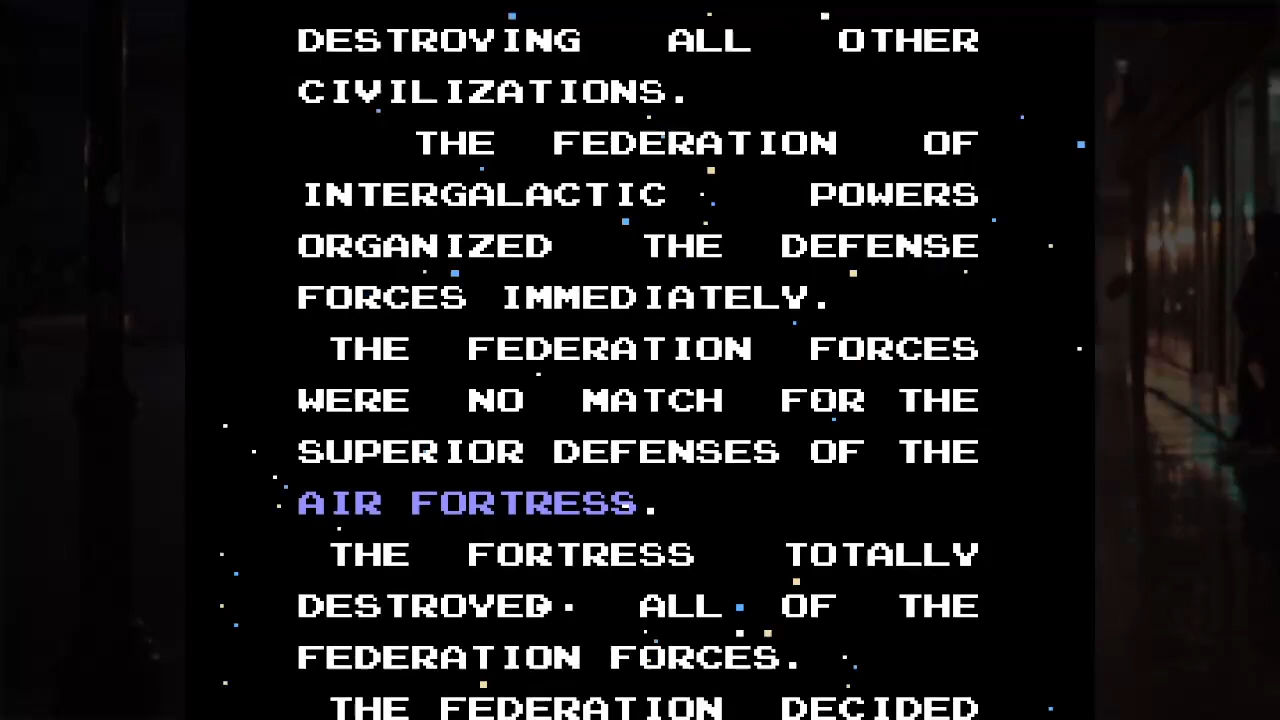 DESTROYING ALL OTHER
CIVILIZATIONS.
THE FEDERATION OF
INTERGALACTIC POWERS
ORGANIZED THE DEFENSE
FORCES IMMEDIATELY.
THE FEDERATION FORCES
WERE NO MATCH FOR THE
SUPERIOR DEFENSES OF THE
AIR FORTRESS.
THE FORTRESS TOTALLY
DESTROYED ALL OF THE
FEDERATION FORCES.
THE FEDERATION DECIDED